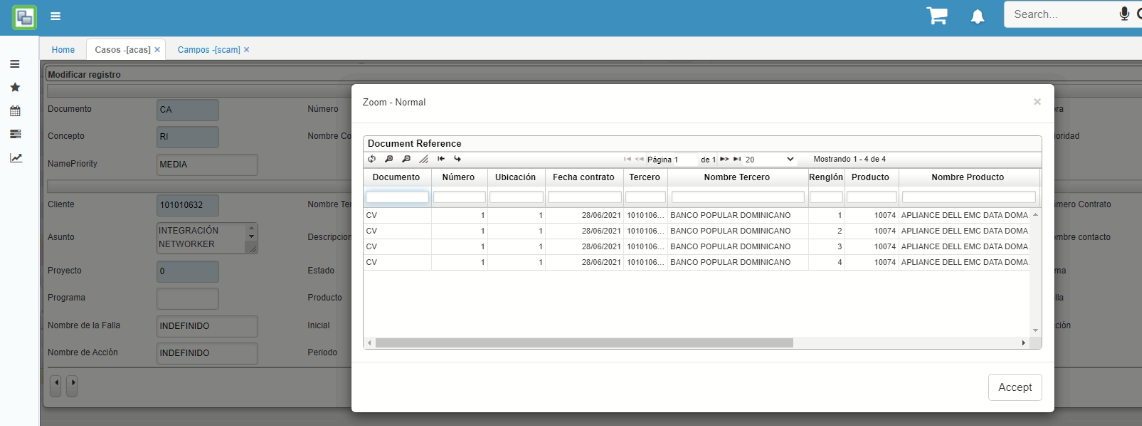 Search...
Home Casos -[acas] × Campos -[scam] ×
Modificar registro
Documento CA Número
Concepto RI Nombre Co
NamePriority MEDIA
Cliente 101010632 Nombre Ter
Asunto INTEGRACIÓN
NETWORKER Descripcion
Proyecto 0 Estado
Programa Producto
Nombre de la Falla INDEFINIDO Inicial
Nombre de Acción INDEFINIDO Periodo
Zoom - Normal ×
Document Reference
Página 1 de 1 20 Mostrando 1 - 4 de 4
Documento Número Ubicación Fecha contrato Tercero Nombre Tercero Renglón Producto Nombre Producto
CV 1 1 28/06/2021 1010106... BANCO POPULAR DOMINICANO 1 10074 APLIANCE DELL EMC DATA DOMA
CV 1 1 28/06/2021 1010106... BANCO POPULAR DOMINICANO 2 10074 APLIANCE DELL EMC DATA DOMA
CV 1 1 28/06/2021 1010106... BANCO POPULAR DOMINICANO 3 10074 APLIANCE DELL EMC DATA DOMA
CV 1 1 28/06/2021 1010106... BANCO POPULAR DOMINICANO 4 10074 APLIANCE DELL EMC DATA DOMA
Accept
ora
oridad
úmero Contrato
ombre contacto
ma
lla
ción